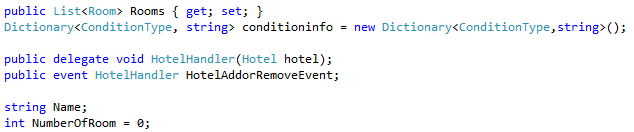 public List<Room> Rooms { get; set; }
Dictionary<ConditionType, string> conditioninfo = new Dictionary<ConditionType,string>();
public delegate void HotelHandler(Hotel hotel);
public event HotelHandler HotelAddorRemoveEvent;
string Name;
int NumberOfRoom = 0;